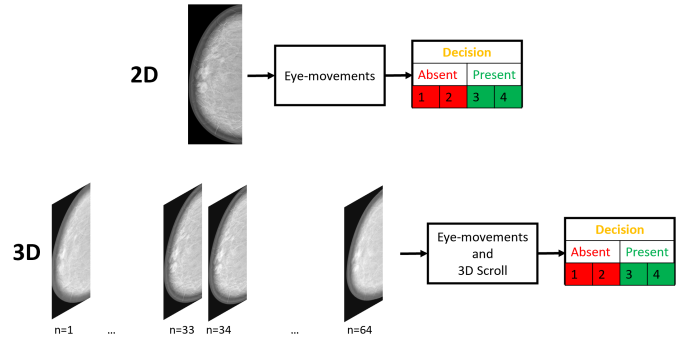 2D
Eye-movements
Decision
Absent Present
1 2 3 4
3D
Eye-movements
and
3D Scroll
Decision
Absent Present
1 2 3 4
n=1 ... n=33 n=34 ... n=64